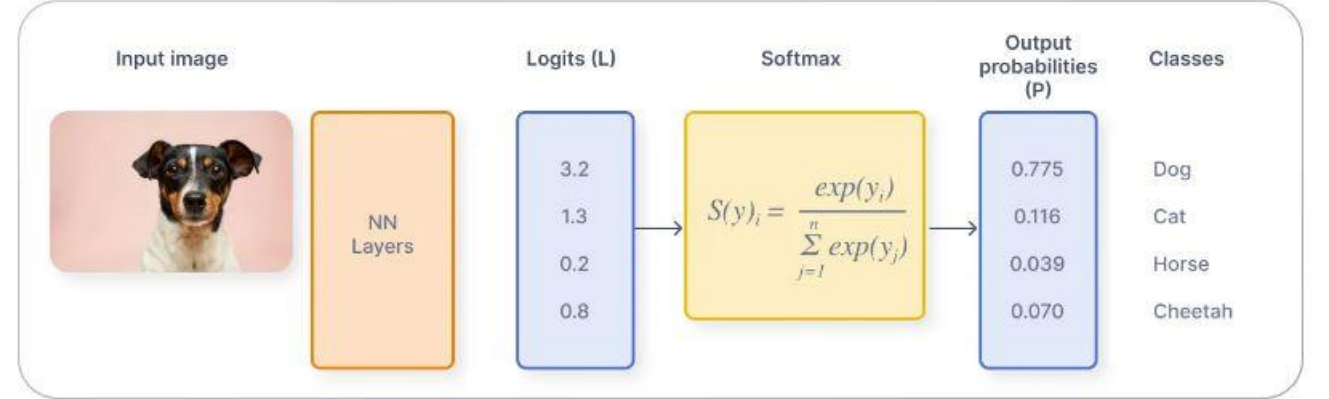 Input image
Logits (L)
Softmax
Output
probabilities
(P)
Classes
NN
Layers
3.2
1.3
0.2
0.8
S(y)i = exp(yi)
n
Σ exp(yj)
j=1
0.775
0.116
0.039
0.070
Dog
Cat
Horse
Cheetah